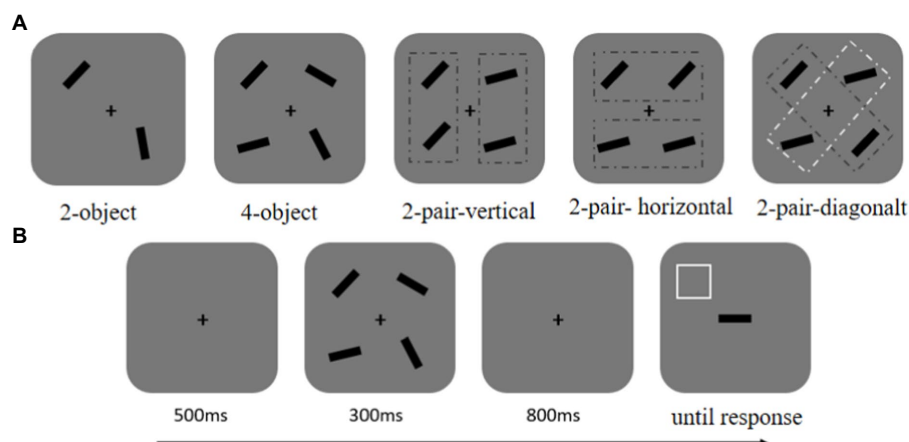 A
2-object
4-object
2-pair-vertical
2-pair- horizontal
2-pair-diagonalt
B
500ms
300ms
800ms
until response